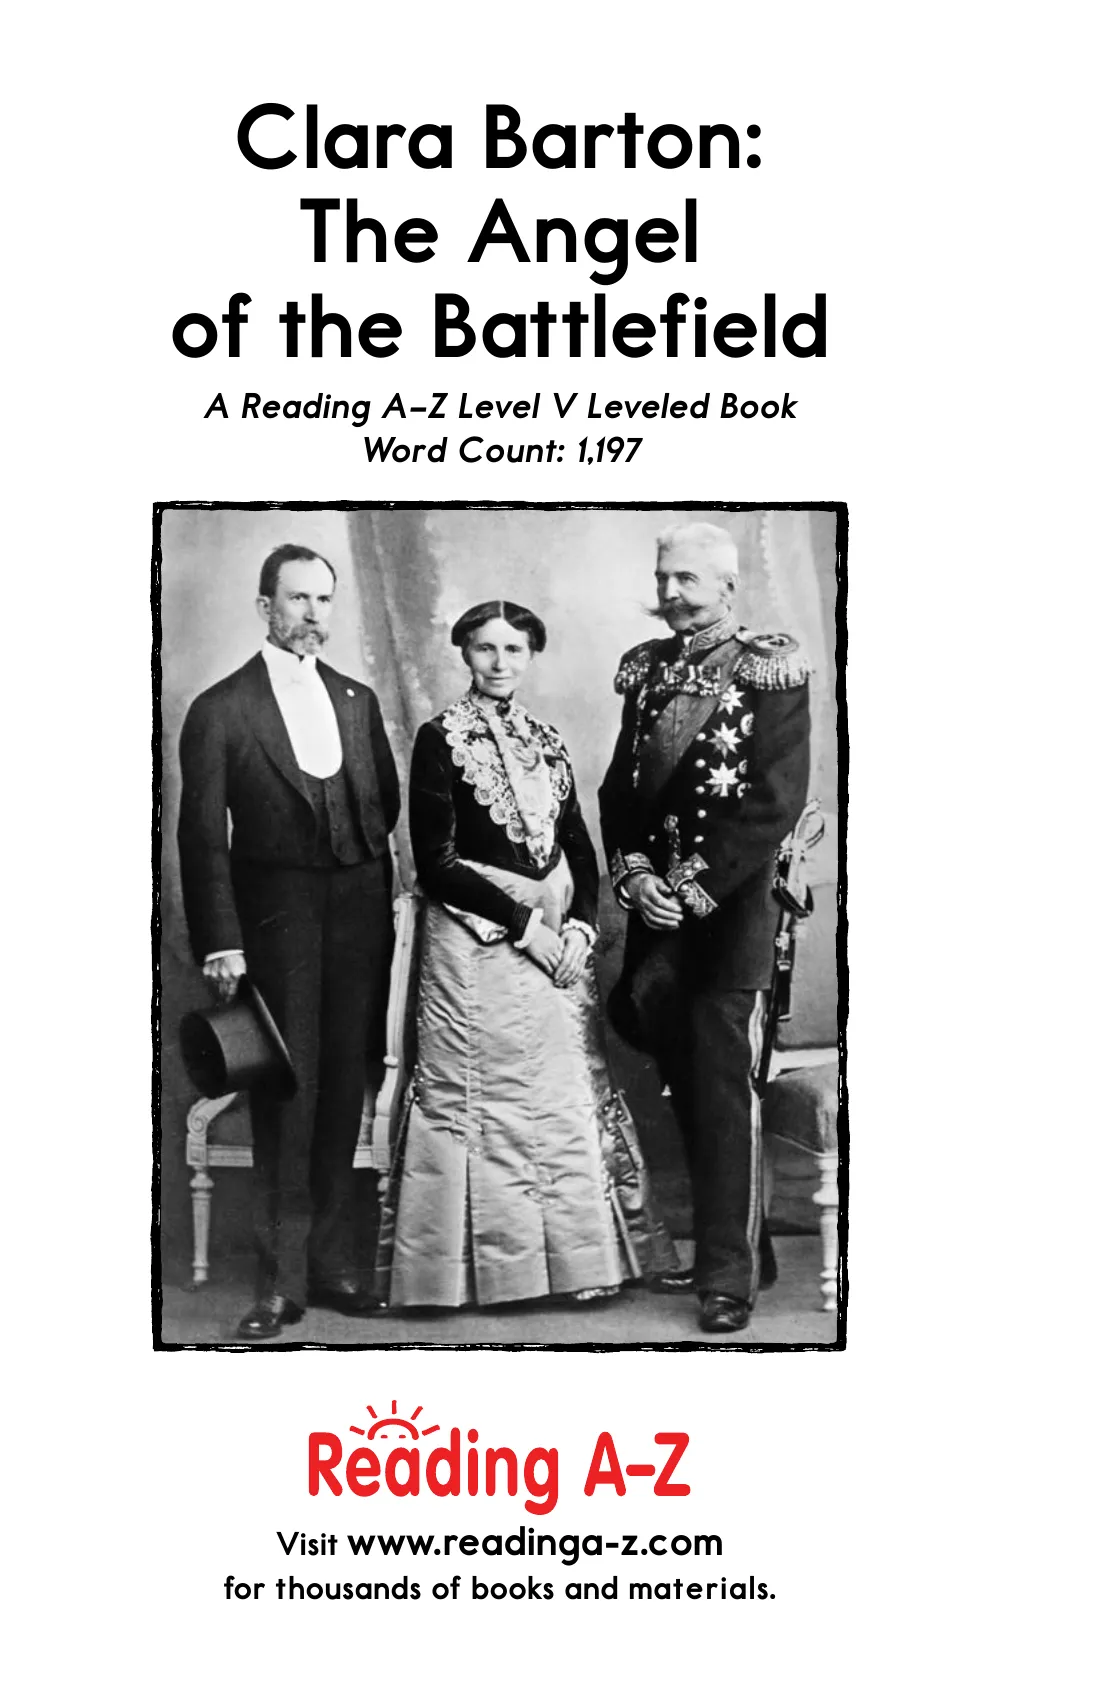 Clara Barton:
The Angel
of the Battlefield
A Reading A–Z Level V Leveled Book
Word Count: 1,197
Reading A–Z
Visit www.readinga-z.com
for thousands of books and materials.